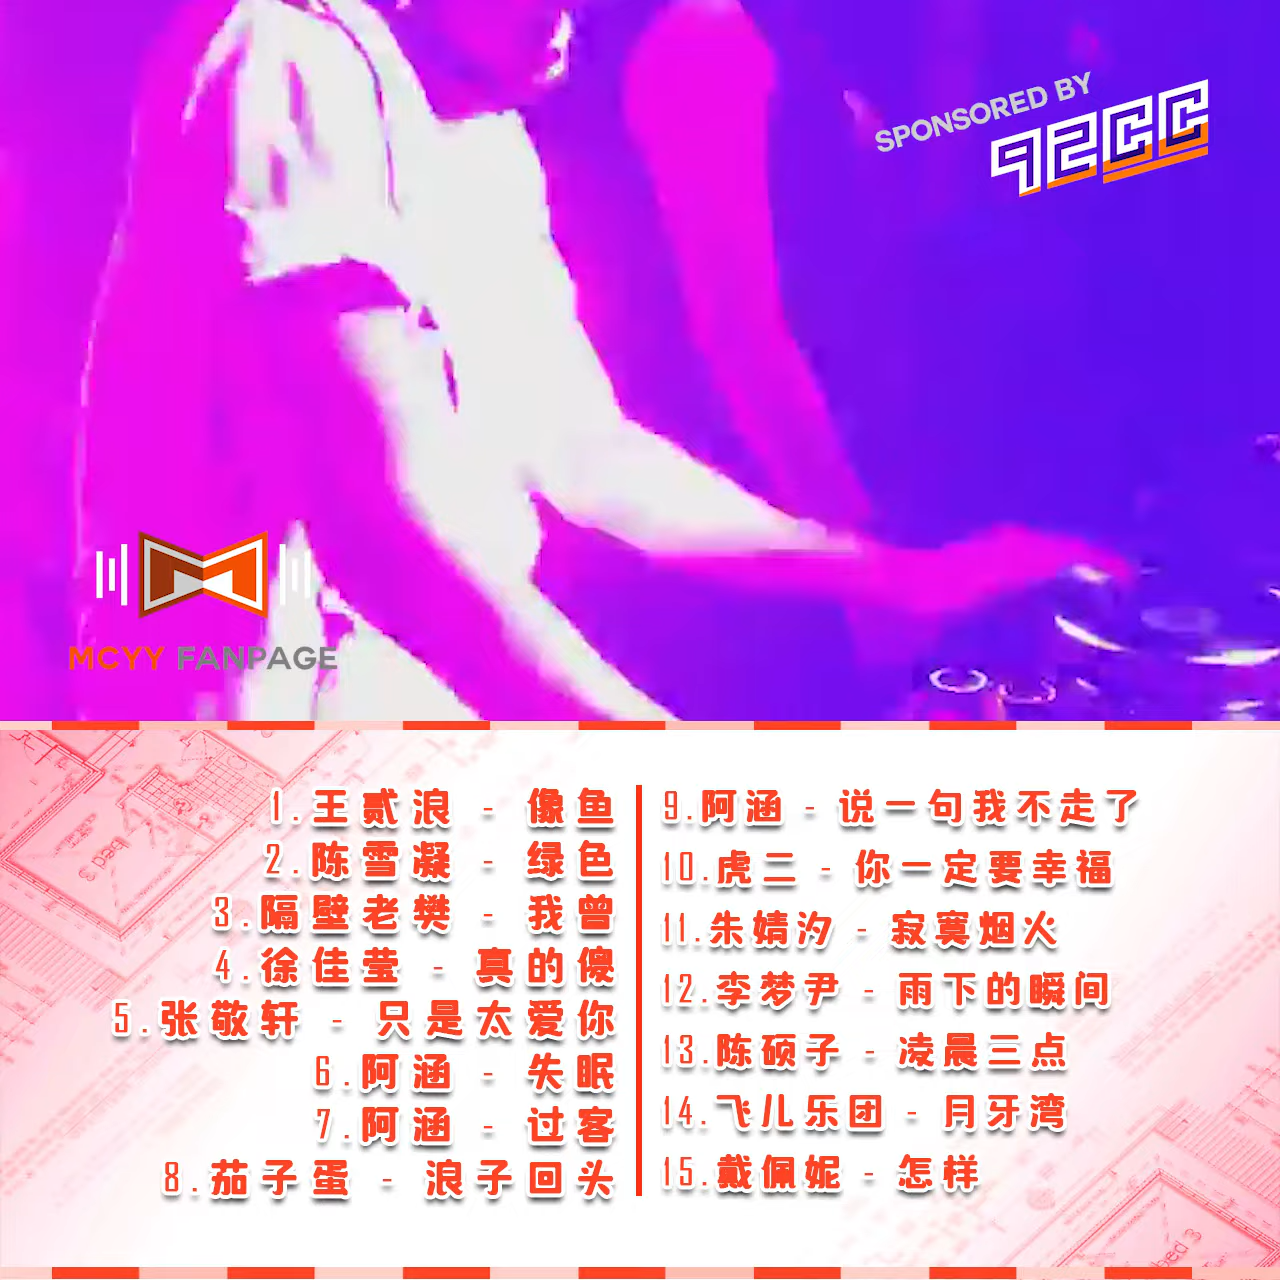 SPONSORED BY
92CC
MCYY FANPAGE
1.王贰浪 - 像鱼
2.陈雪凝 - 绿色
3.隔壁老樊 - 我曾
4.徐佳莹 - 真的傻
5.张敬轩 - 只是太爱你
6.阿涵 - 失眠
7.阿涵 - 过客
8.茄子蛋 - 浪子回头
9.阿涵 - 说一句我不走了
10.虎二 - 你一定要幸福
11.朱婧汐 - 寂寞烟火
12.李梦尹 - 雨下的瞬间
13.陈硕子 - 凌晨三点
14.飞儿乐团 - 月牙湾
15.戴佩妮 - 怎样